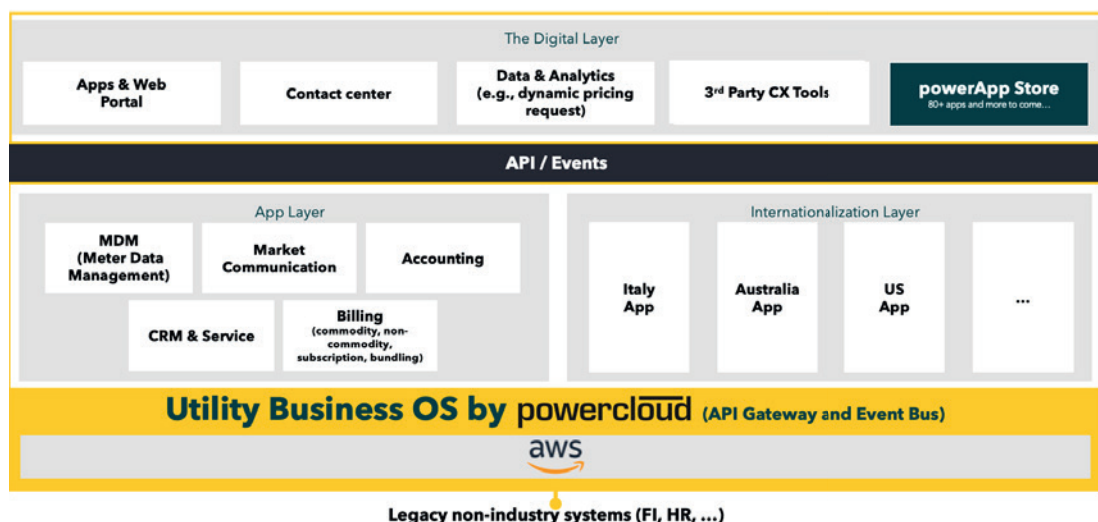 The Digital Layer
Apps & Web
Portal
Contact center
Data & Analytics
(e.g., dynamic pricing
request)
3rd Party CX Tools
powerApp Store
80+ apps and more to come...
API / Events
App Layer
MDM
(Meter Data
Management)
Market
Communication
Accounting
CRM & Service
Billing
(commodity, non-
commodity,
subscription, bundling)
Internationalization Layer
Italy
App
Australia
App
US
App
...
Utility Business OS by powercloud (API Gateway and Event Bus)
aws
Legacy non-industry systems (FI, HR, ...)